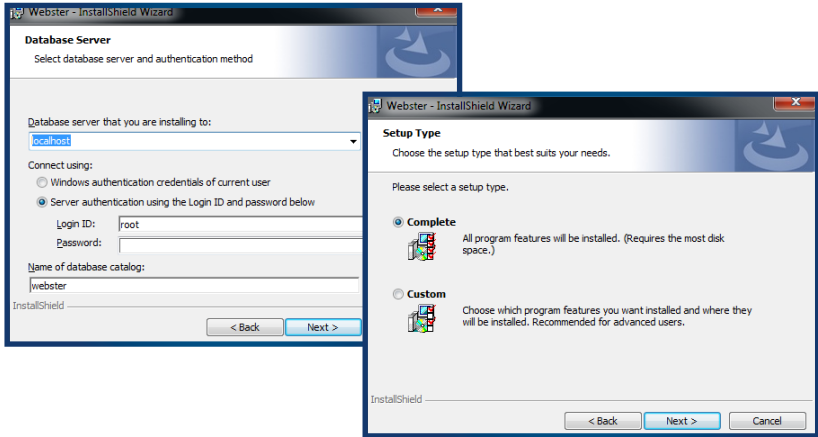 Webster - InstallShield Wizard
Database Server
Select database server and authentication method
Database server that you are installing to:
localhost
Connect using:
Windows authentication credentials of current user
Server authentication using the Login ID and password below
Login ID:
root
Password:
Name of database catalog:
webster
InstallShield
< Back
Next >
Webster - InstallShield Wizard
X
Setup Type
Choose the setup type that best suits your needs.
Please select a setup type.
Complete
All program features will be installed. (Requires the most disk
space.)
Custom
Choose which program features you want installed and where they
will be installed. Recommended for advanced users.
InstallShield
< Back
Next >
Cancel